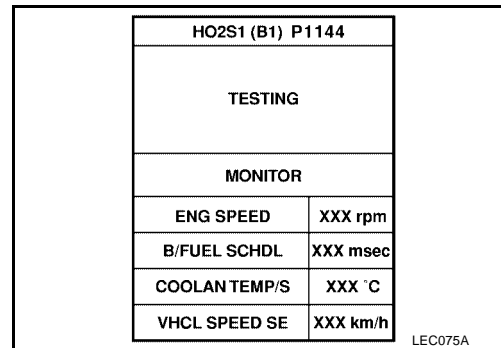 HO2S1 (B1) P1144
TESTING
MONITOR
ENG SPEED XXX rpm
B/FUEL SCHDL XXX msec
COOLAN TEMP/S XXX °C
VHCL SPEED SE XXX km/h
LEC075A